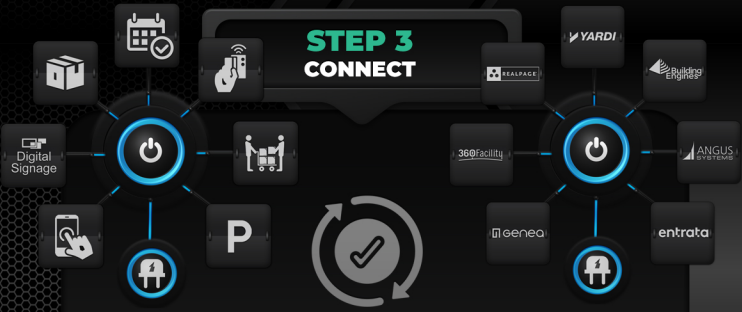 STEP 3
CONNECT
Digital
Signage
P
YARDI
REALPAGE
Building
Engines
360Facility
ANGUS
SYSTEMS
Genea
entrata